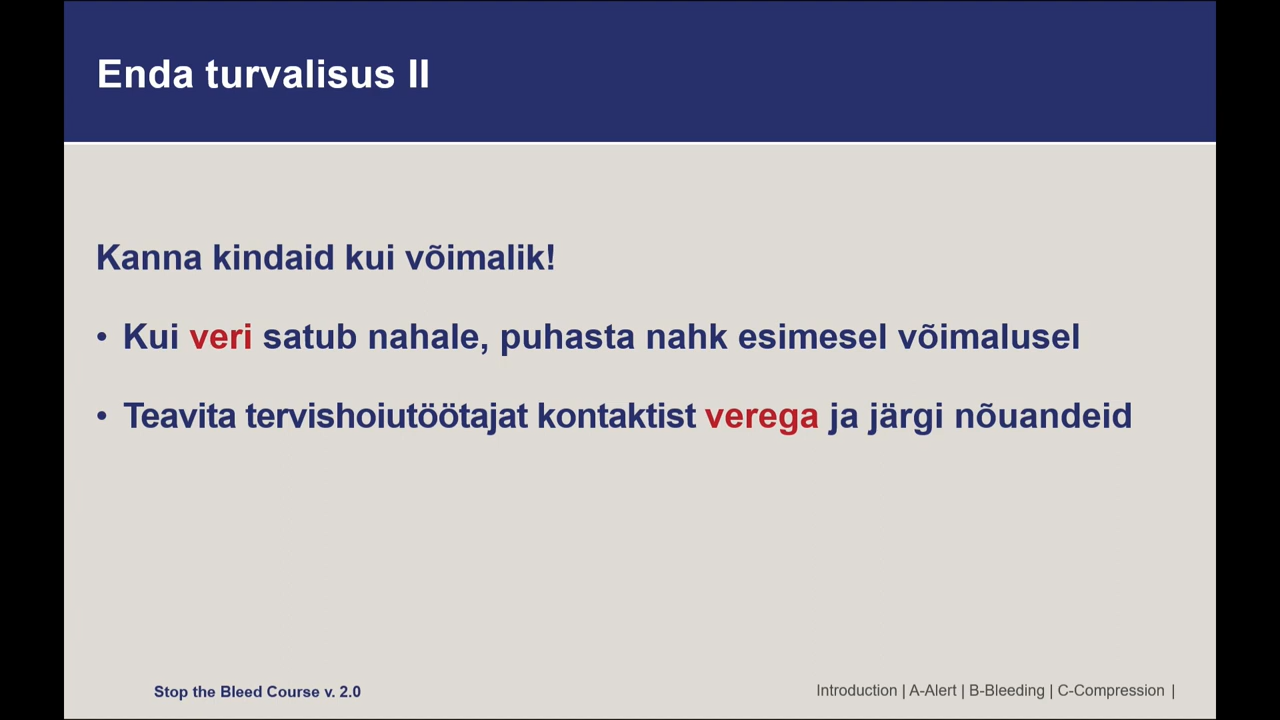 Enda turvalisus II
Kanna kindaid kui võimalik!
• Kui veri satub nahale, puhasta nahk esimesel võimalusel
• Teavita tervishoiutöötajat kontaktist verega ja järgi nõuandeid
Stop the Bleed Course v. 2.0
Introduction | A-Alert | B-Bleeding | C-Compression |